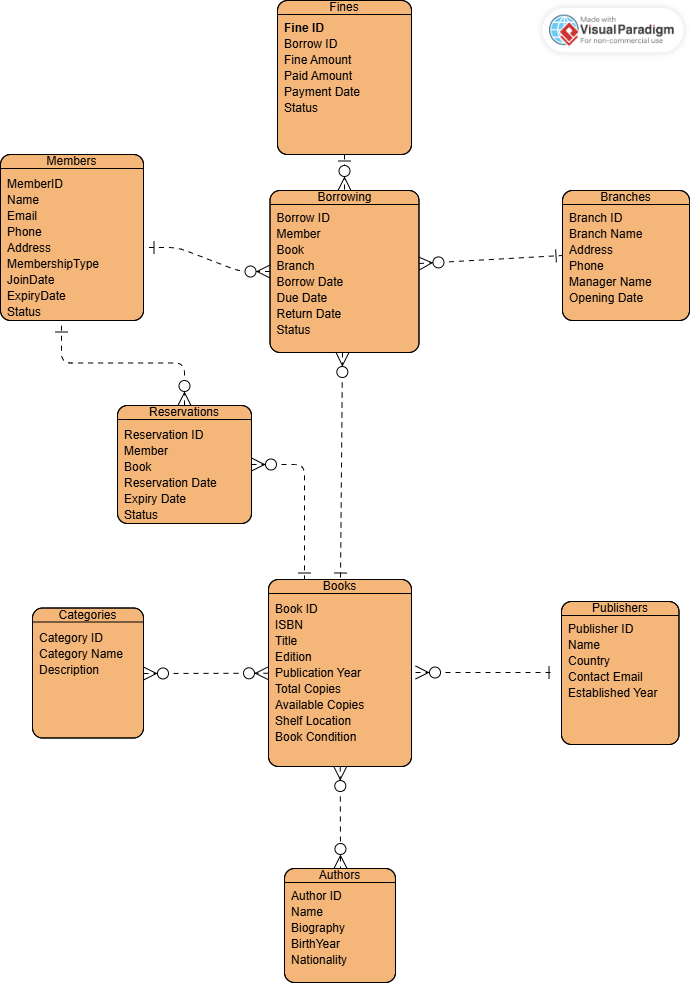 Fines
Fine ID
Borrow ID
Fine Amount
Paid Amount
Payment Date
Status
Made with
Visual Paradigm
For non-commercial use
Members
MemberID
Name
Email
Phone
Address
MembershipType
JoinDate
ExpiryDate
Status
Borrowing
Borrow ID
Member
Book
Branch
Borrow Date
Due Date
Return Date
Status
Branches
Branch ID
Branch Name
Address
Phone
Manager Name
Opening Date
Reservations
Reservation ID
Member
Book
Reservation Date
Expiry Date
Status
Books
Book ID
ISBN
Title
Edition
Publication Year
Total Copies
Available Copies
Shelf Location
Book Condition
Categories
Category ID
Category Name
Description
Publishers
Publisher ID
Name
Country
Contact Email
Established Year
Authors
Author ID
Name
Biography
BirthYear
Nationality